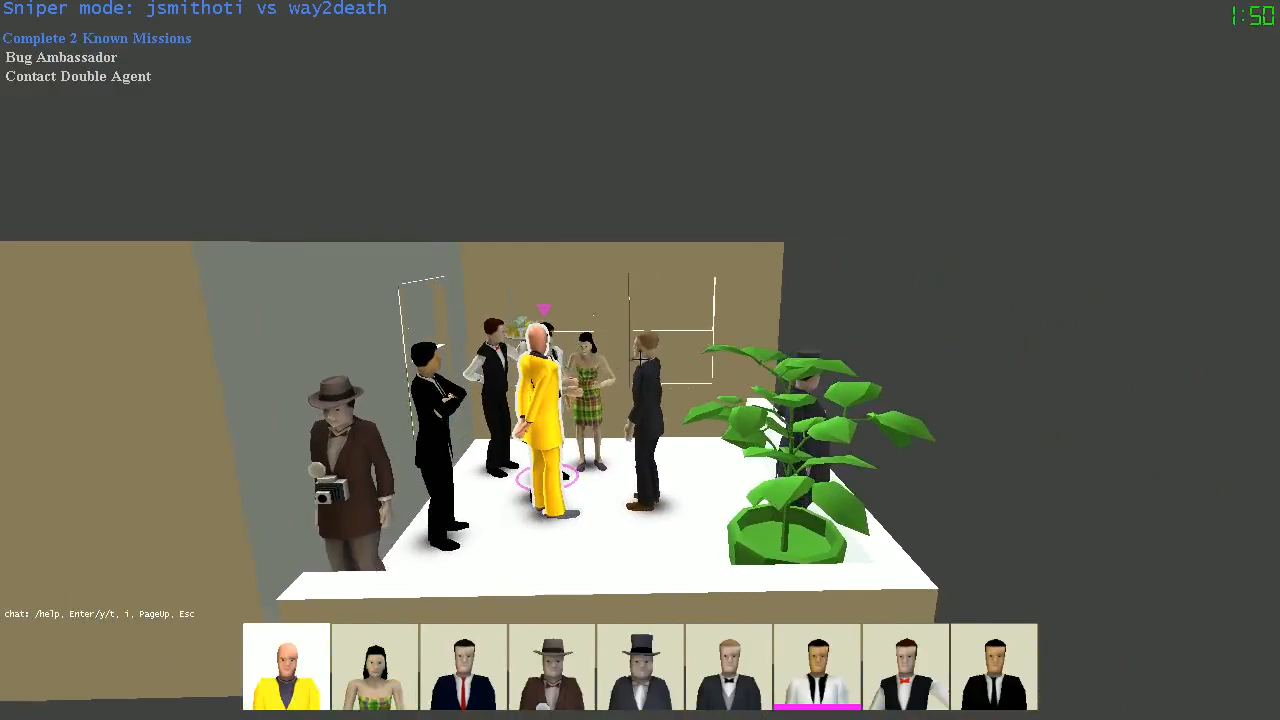 Sniper mode: jsmithoti vs way2death
1:50
Complete 2 Known Missions
Bug Ambassador
Contact Double Agent
chat: /help, Enter/y/t, i, PageUp, Esc